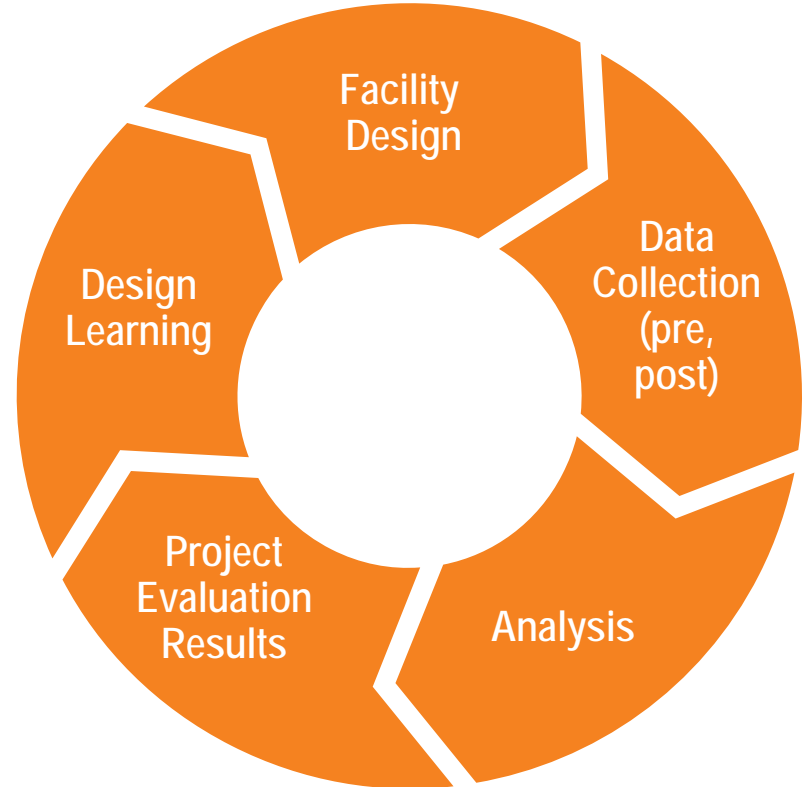 Facility
Design
Data
Collection
(pre,
post)
Analysis
Project
Evaluation
Results
Design
Learning